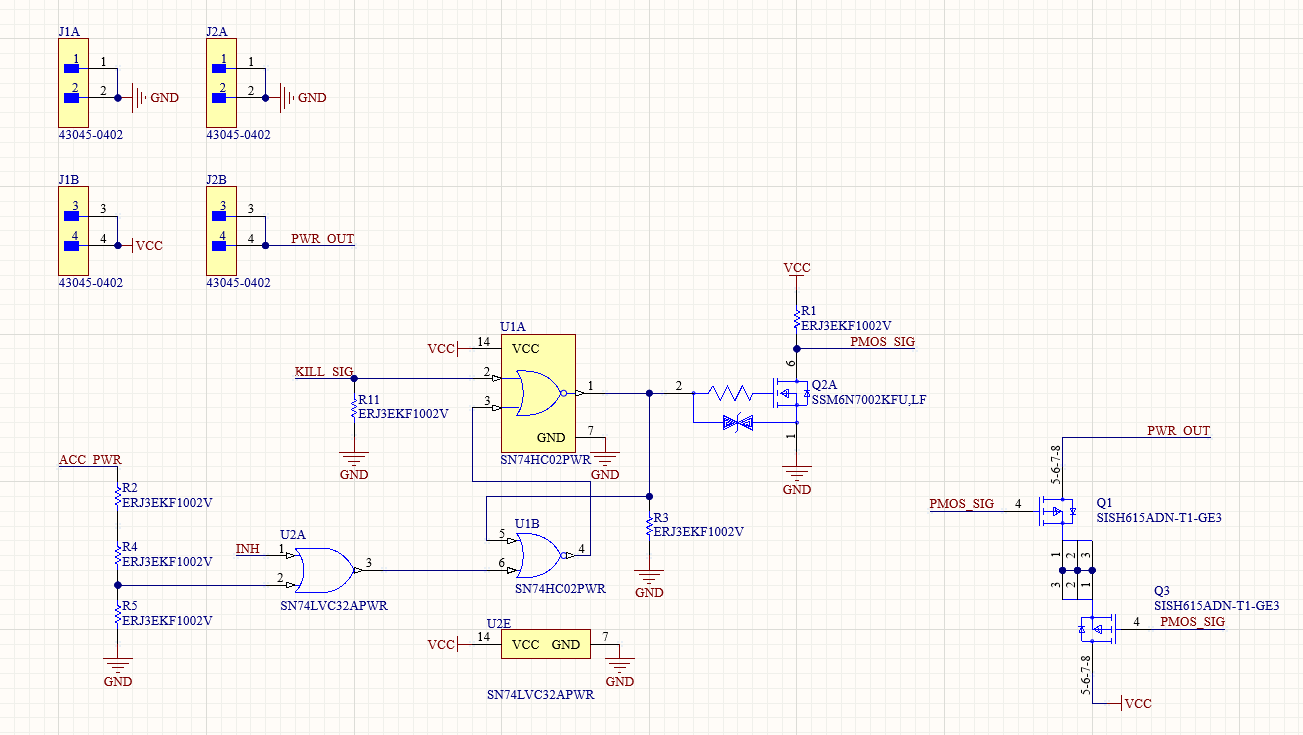 J1A
1 1
2 2
GND
43045-0402
J2A
1 1
2 2
GND
43045-0402
J1B
3 3
4 4
VCC
43045-0402
J2B
3 3
4 4
PWR_OUT
43045-0402
VCC
R1
ERJ3EKF1002V
PMOS_SIG
6
Q2A
SSM6N7002KFU,LF
2
1
GND
U1A
VCC 14 VCC
KILL_SIG 2
3
1
GND 7
SN74HC02PWR
GND
R11
ERJ3EKF1002V
GND
ACC_PWR
R2
ERJ3EKF1002V
R4
ERJ3EKF1002V
R5
ERJ3EKF1002V
GND
U2A
INH 1
2
3
SN74LVC32APWR
U1B
5
6
4
SN74HC02PWR
R3
ERJ3EKF1002V
GND
U2E
VCC 14 VCC GND 7
GND
SN74LVC32APWR
PWR_OUT
5-6-7-8
PMOS_SIG 4
Q1
SISH615ADN-T1-GE3
1 2 3
3 2 1
Q3
SISH615ADN-T1-GE3
4 PMOS_SIG
5-6-7-8
VCC